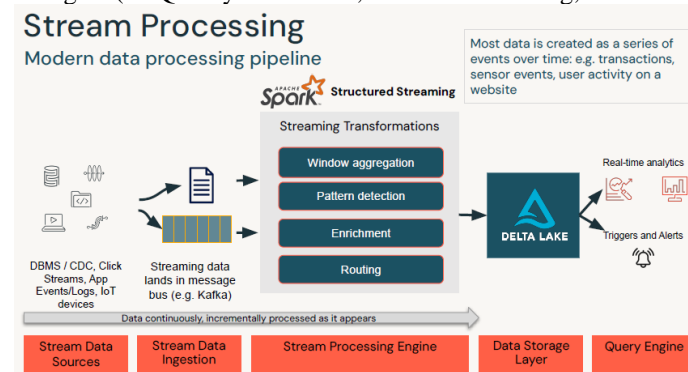 Stream Processing
Modern data processing pipeline
Most data is created as a series of
events over time: e.g. transactions,
sensor events, user activity on a
website
APACHE
Spark Structured Streaming
Streaming Transformations
Window aggregation
Pattern detection
Enrichment
Routing
DELTA LAKE
Real-time analytics
Triggers and Alerts
DBMS / CDC, Click
Streams, App
Events/Logs, IoT
devices
Streaming data
lands in message
bus (e.g. Kafka)
Data continuously, incrementally processed as it appears
Stream Data
Sources
Stream Data
Ingestion
Stream Processing Engine
Data Storage
Layer
Query Engine